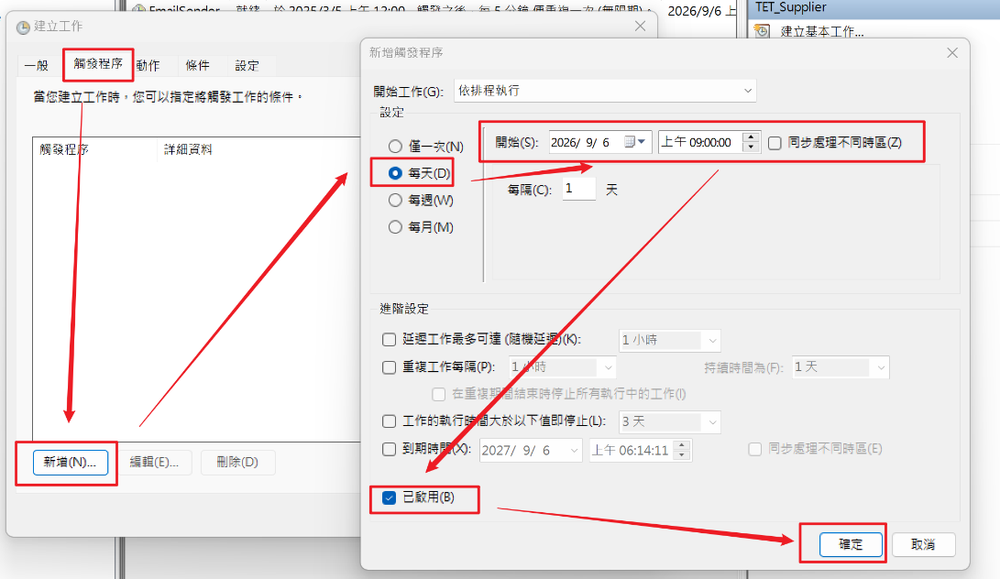 EmailSender 就緒 於 2025/3/5 上午 12:00 觸發之後，每 5 分鐘 便重複一次 (無限期)。 2026/9/6 上
TET_Supplier
建立基本工作...
建立工作
一般 觸發程序 動作 條件 設定
當您建立工作時，您可以指定將觸發工作的條件。
觸發程序 詳細資料
新增(N)... 編輯(E)... 刪除(D)
新增觸發程序
開始工作(G): 依排程執行
設定
僅一次(N)
每天(D)
每週(W)
每月(M)
開始(S): 2026/ 9/ 6 上午 09:00:00 同步處理不同時區(Z)
每隔(C): 1 天
進階設定
延遲工作最多可達 (隨機延遲)(K): 1 小時
重複工作每隔(P): 1 小時 持續時間為(F): 1 天
在重複期間結束時停止所有執行中的工作(I)
工作的執行時間大於以下值即停止(L): 3 天
到期時間(X): 2027/ 9/ 6 上午 06:14:11 同步處理不同時區(E)
已啟用(B)
確定 取消